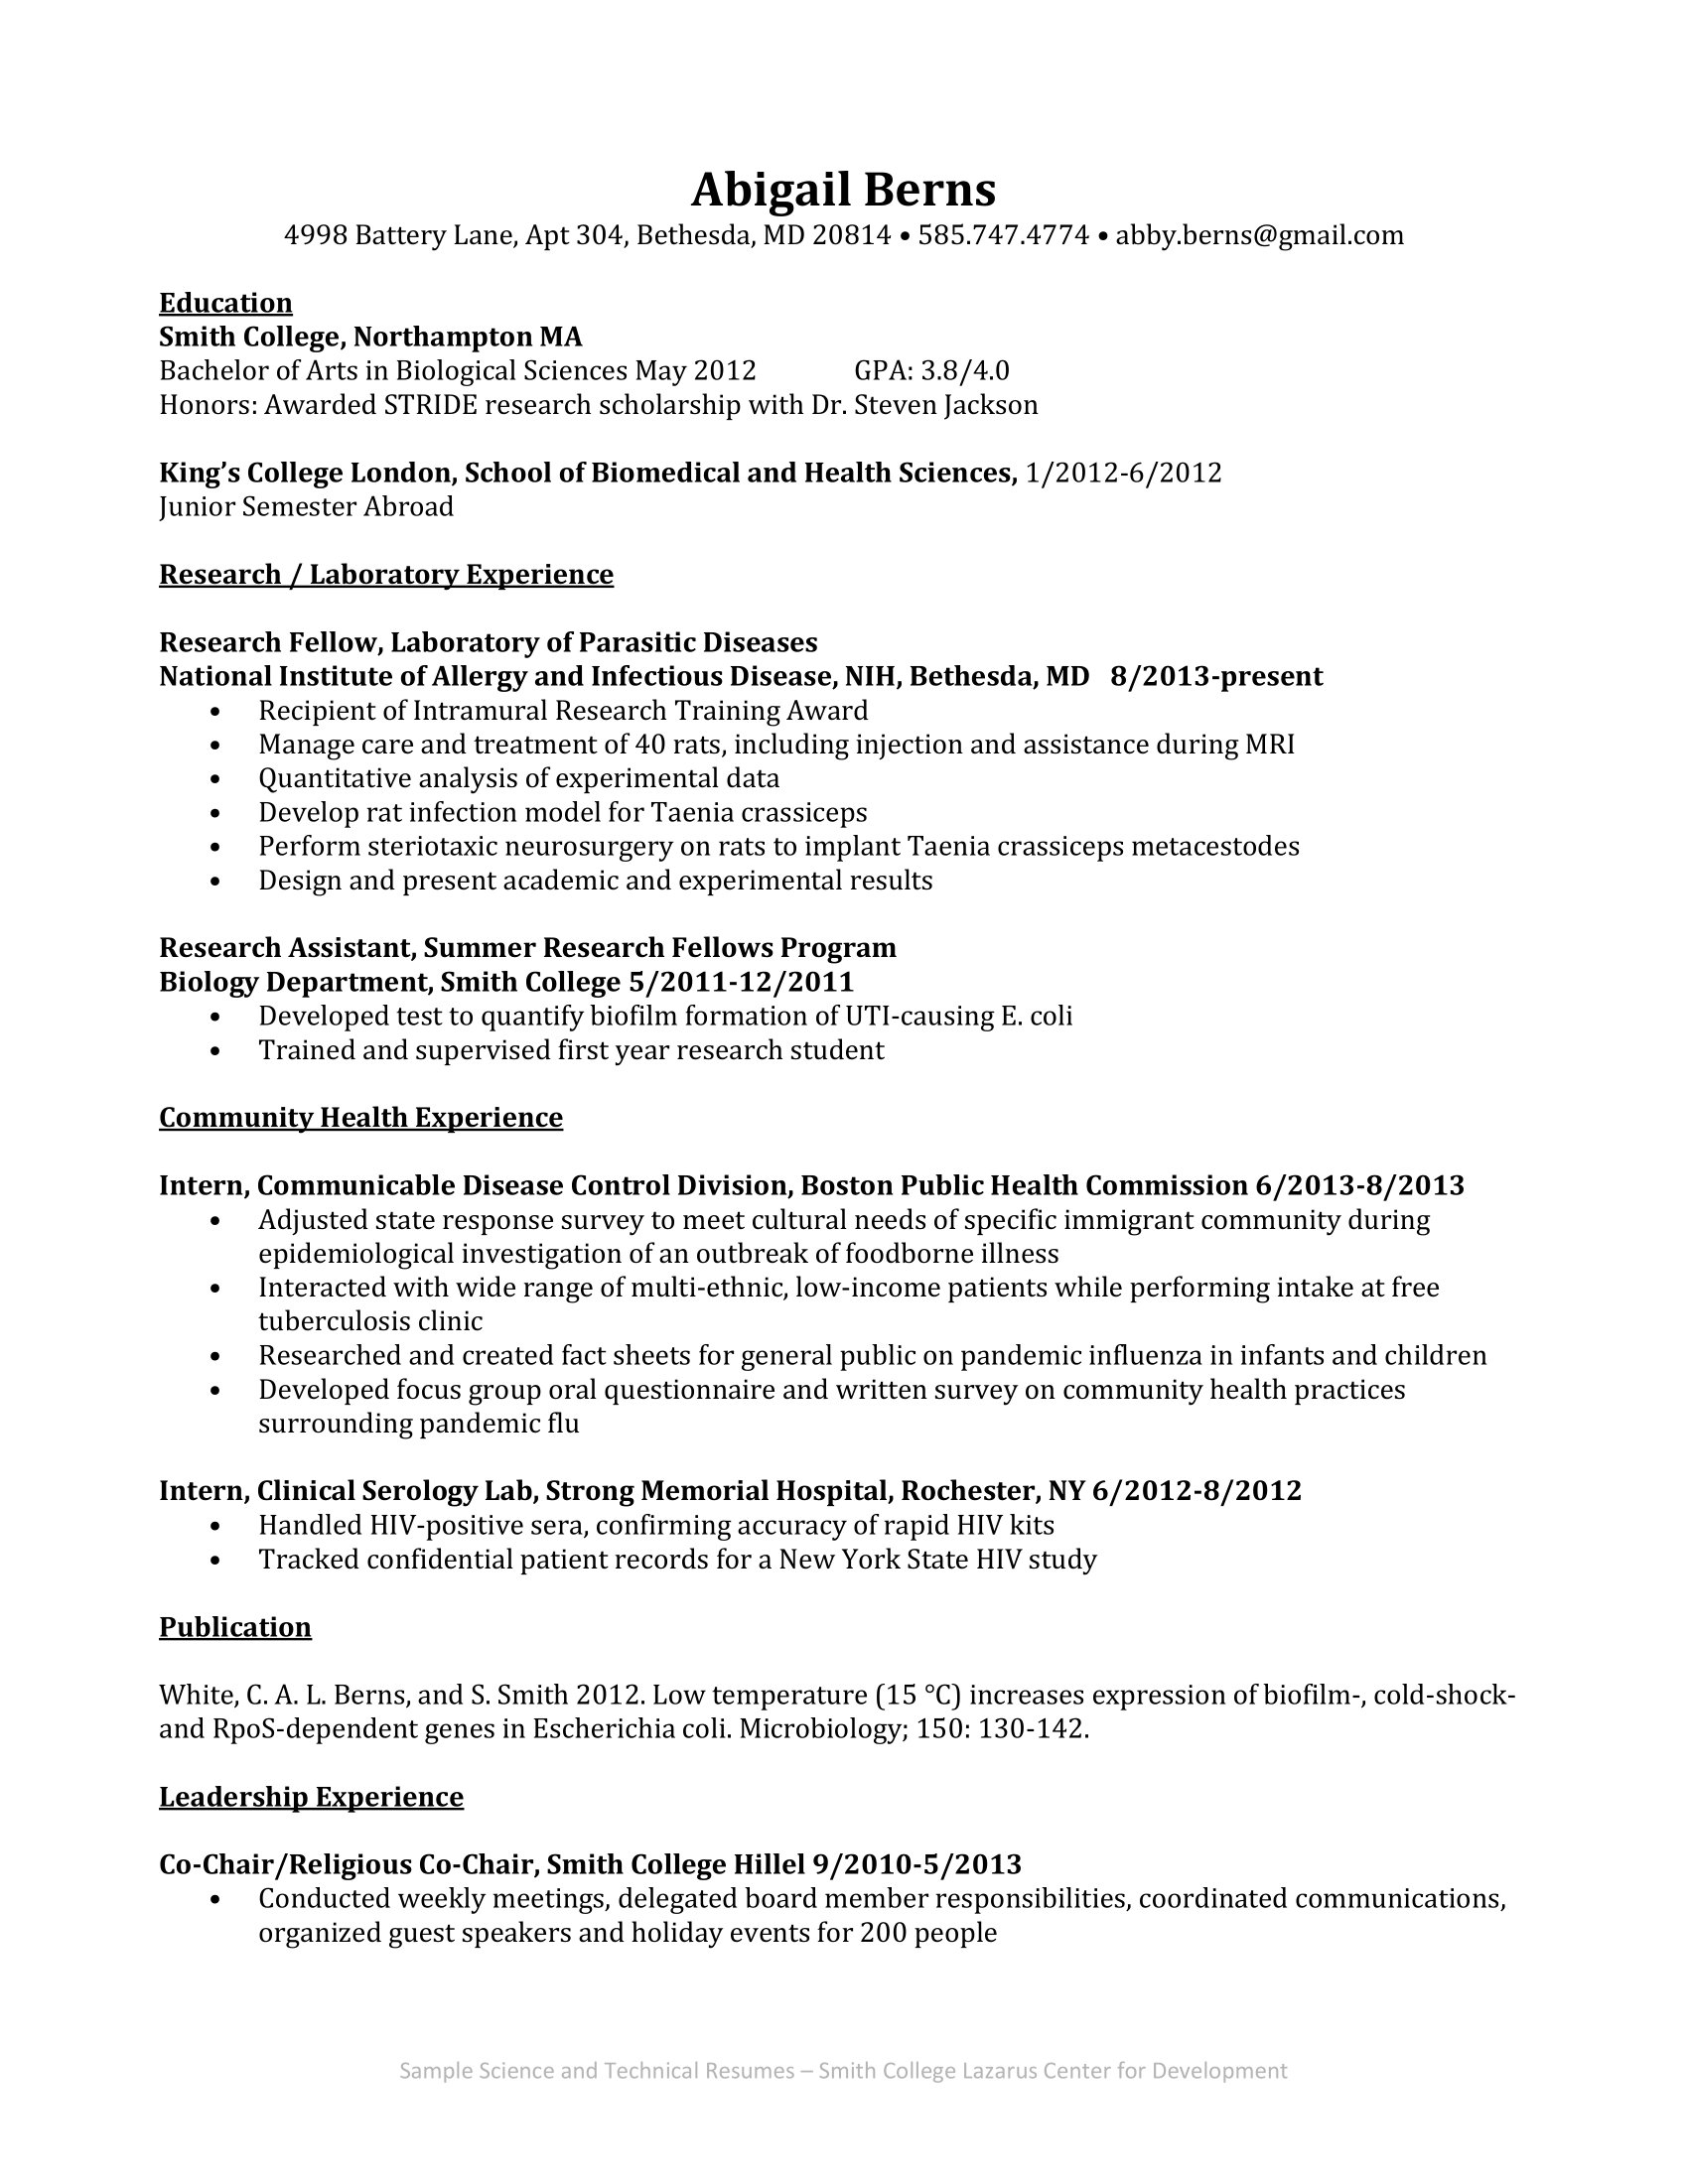 Abigail Berns
4998 Battery Lane, Apt 304, Bethesda, MD 20814 • 585.747.4774 • abby.berns@gmail.com
Education
Smith College, Northampton MA
Bachelor of Arts in Biological Sciences May 2012 GPA: 3.8/4.0
Honors: Awarded STRIDE research scholarship with Dr. Steven Jackson
King’s College London, School of Biomedical and Health Sciences, 1/2012-6/2012
Junior Semester Abroad
Research / Laboratory Experience
Research Fellow, Laboratory of Parasitic Diseases
National Institute of Allergy and Infectious Disease, NIH, Bethesda, MD 8/2013-present
• Recipient of Intramural Research Training Award
• Manage care and treatment of 40 rats, including injection and assistance during MRI
• Quantitative analysis of experimental data
• Develop rat infection model for Taenia crassiceps
• Perform steriotaxic neurosurgery on rats to implant Taenia crassiceps metacestodes
• Design and present academic and experimental results
Research Assistant, Summer Research Fellows Program
Biology Department, Smith College 5/2011-12/2011
• Developed test to quantify biofilm formation of UTI-causing E. coli
• Trained and supervised first year research student
Community Health Experience
Intern, Communicable Disease Control Division, Boston Public Health Commission 6/2013-8/2013
• Adjusted state response survey to meet cultural needs of specific immigrant community during
epidemiological investigation of an outbreak of foodborne illness
• Interacted with wide range of multi-ethnic, low-income patients while performing intake at free
tuberculosis clinic
• Researched and created fact sheets for general public on pandemic influenza in infants and children
• Developed focus group oral questionnaire and written survey on community health practices
surrounding pandemic flu
Intern, Clinical Serology Lab, Strong Memorial Hospital, Rochester, NY 6/2012-8/2012
• Handled HIV-positive sera, confirming accuracy of rapid HIV kits
• Tracked confidential patient records for a New York State HIV study
Publication
White, C. A. L. Berns, and S. Smith 2012. Low temperature (15 °C) increases expression of biofilm-, cold-shock-
and RpoS-dependent genes in Escherichia coli. Microbiology; 150: 130-142.
Leadership Experience
Co-Chair/Religious Co-Chair, Smith College Hillel 9/2010-5/2013
• Conducted weekly meetings, delegated board member responsibilities, coordinated communications,
organized guest speakers and holiday events for 200 people
Sample Science and Technical Resumes – Smith College Lazarus Center for Development